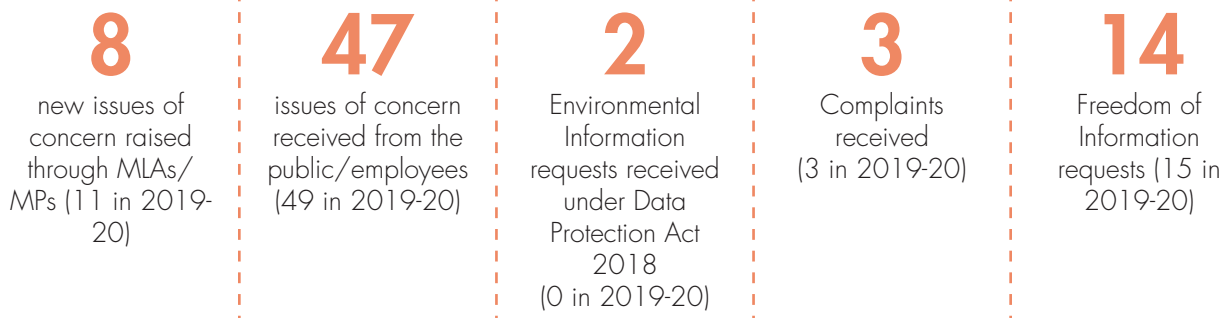 8
new issues of
concern raised
through MLAs/
MPs (11 in 2019-
20)
47
issues of concern
received from the
public/employees
(49 in 2019-20)
2
Environmental
Information
requests received
under Data
Protection Act
2018
(0 in 2019-20)
3
Complaints
received
(3 in 2019-20)
14
Freedom of
Information
requests (15 in
2019-20)